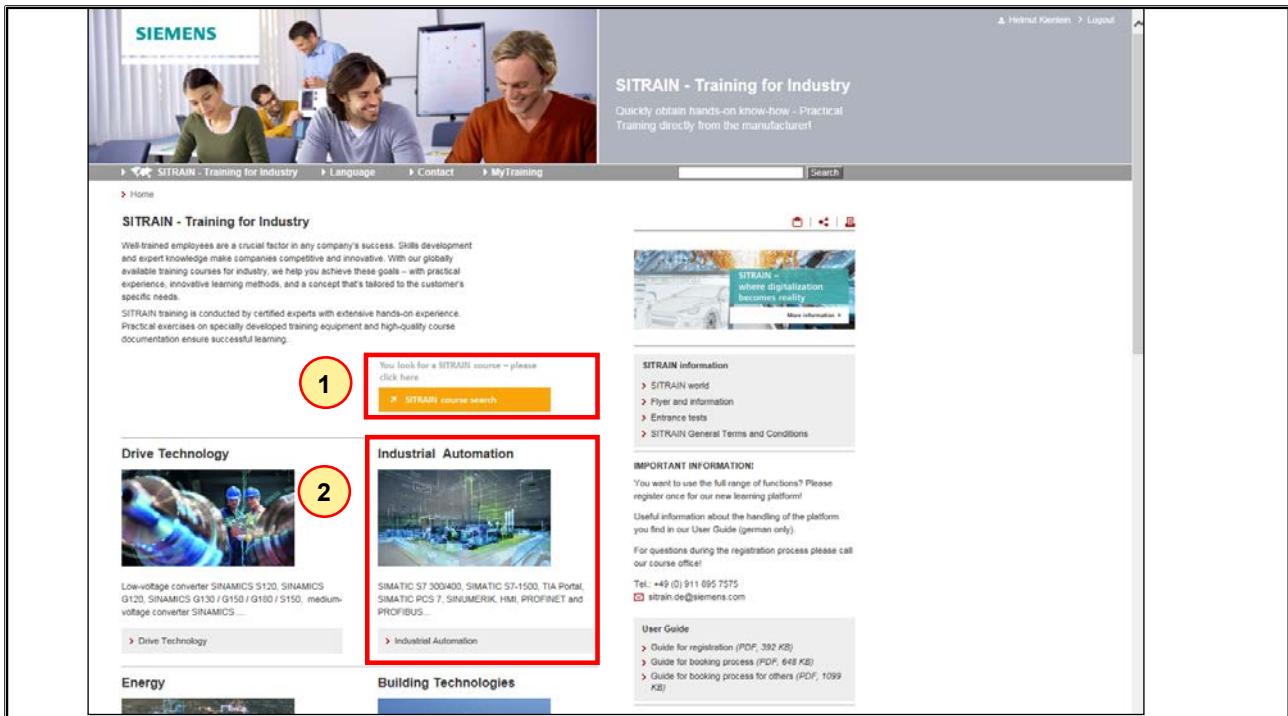 SIEMENS
Helmut Kienlein > Logout
SITRAIN - Training for Industry
Quickly obtain hands-on know-how - Practical
Training directly from the manufacturer!
SITRAIN - Training for Industry
Language
Contact
MyTraining
Search
Home
SITRAIN - Training for Industry
Well-trained employees are a crucial factor in any company's success. Skills development
and expert knowledge make companies competitive and innovative. With our globally
available training courses for industry, we help you achieve these goals – with practical
experience, innovative learning methods, and a concept that's tailored to the customer's
specific needs.
SITRAIN training is conducted by certified experts with extensive hands-on experience.
Practical exercises on specially developed training equipment and high-quality course
documentation ensure successful learning.
1
You look for a SITRAIN course – please
click here
SITRAIN course search
Drive Technology
Low-voltage converter SINAMICS S120, SINAMICS
G120, SINAMICS G130 / G150 / G180 / S150, medium-
voltage converter SINAMICS ...
Drive Technology
2
Industrial Automation
SIMATIC S7 300/400, SIMATIC S7-1500, TIA Portal,
SIMATIC PCS 7, SINUMERIK, HMI, PROFINET and
PROFIBUS...
Industrial Automation
Energy
Building Technologies
SITRAIN –
where digitalization
becomes reality
More information >
SITRAIN information
SITRAIN world
Flyer and information
Entrance tests
SITRAIN General Terms and Conditions
IMPORTANT INFORMATION!
You want to use the full range of functions? Please
register once for our new learning platform!
Useful information about the handling of the platform
you find in our User Guide (german only).
For questions during the registration process please call
our course office!
Tel.: +49 (0) 911 895 7575
sitrain.de@siemens.com
User Guide
Guide for registration (PDF, 392 KB)
Guide for booking process (PDF, 648 KB)
Guide for booking process for others (PDF, 1099
KB)